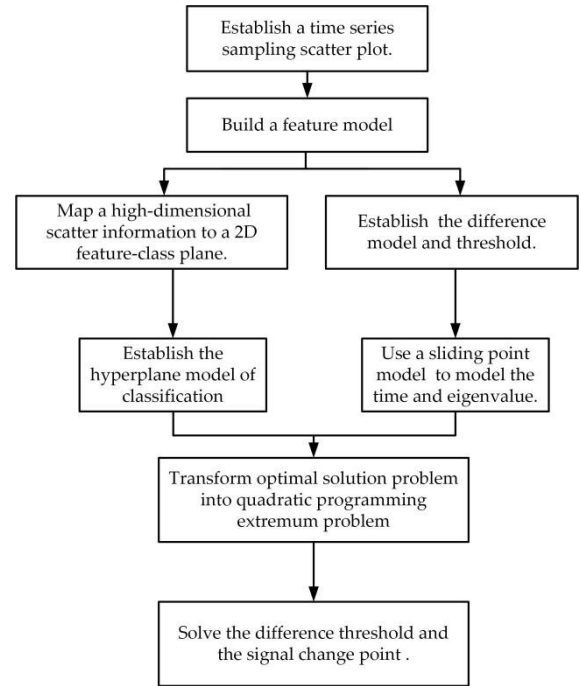 Establish a time series
sampling scatter plot.
Build a feature model
Map a high-dimensional
scatter information to a 2D
feature-class plane.
Establish the difference
model and threshold.
Establish the
hyperplane model of
classification
Use a sliding point
model to model the
time and eigenvalue.
Transform optimal solution problem
into quadratic programming
extremum problem
Solve the difference threshold and
the signal change point .